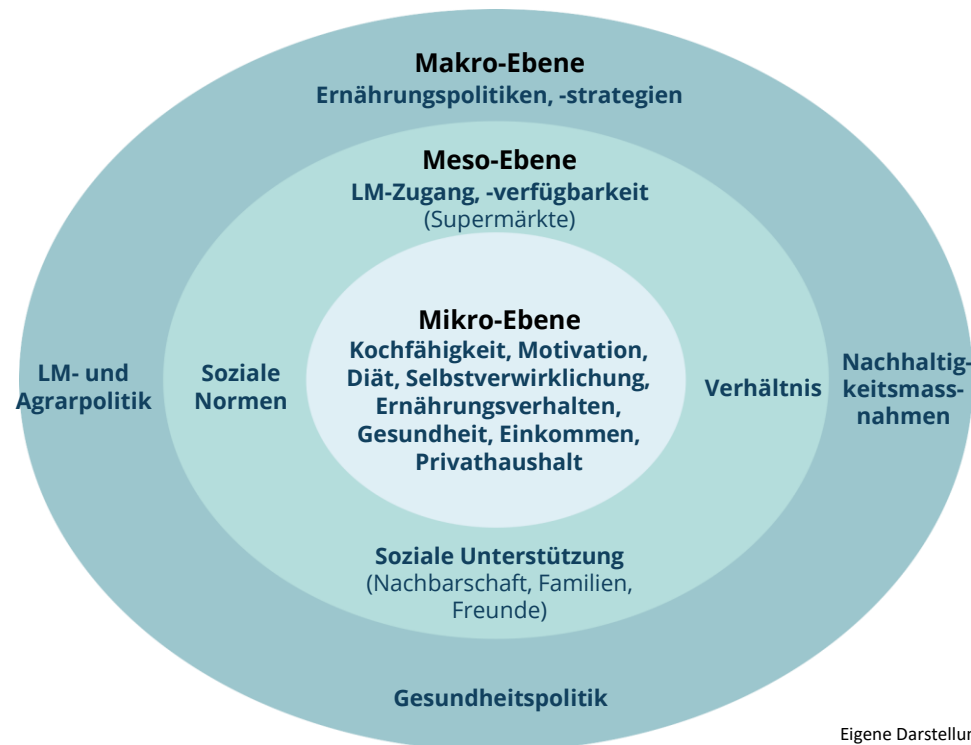 Makro-Ebene
Ernährungspolitiken, -strategien
Meso-Ebene
LM-Zugang, -verfügbarkeit
(Supermärkte)
Mikro-Ebene
Kochfähigkeit, Motivation,
Diät, Selbstverwirklichung,
Ernährungsverhalten,
Gesundheit, Einkommen,
Privathaushalt
LM- und
Agrarpolitik
Soziale
Normen
Verhältnis
Nachhaltig-
keitsmass-
nahmen
Soziale Unterstützung
(Nachbarschaft, Familien,
Freunde)
Gesundheitspolitik
Eigene